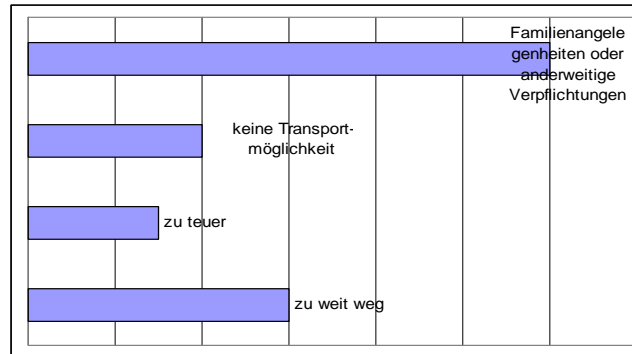 Familienangele
genheiten oder
anderweitige
Verpflichtungen
keine Transport-
möglichkeit
zu teuer
zu weit weg